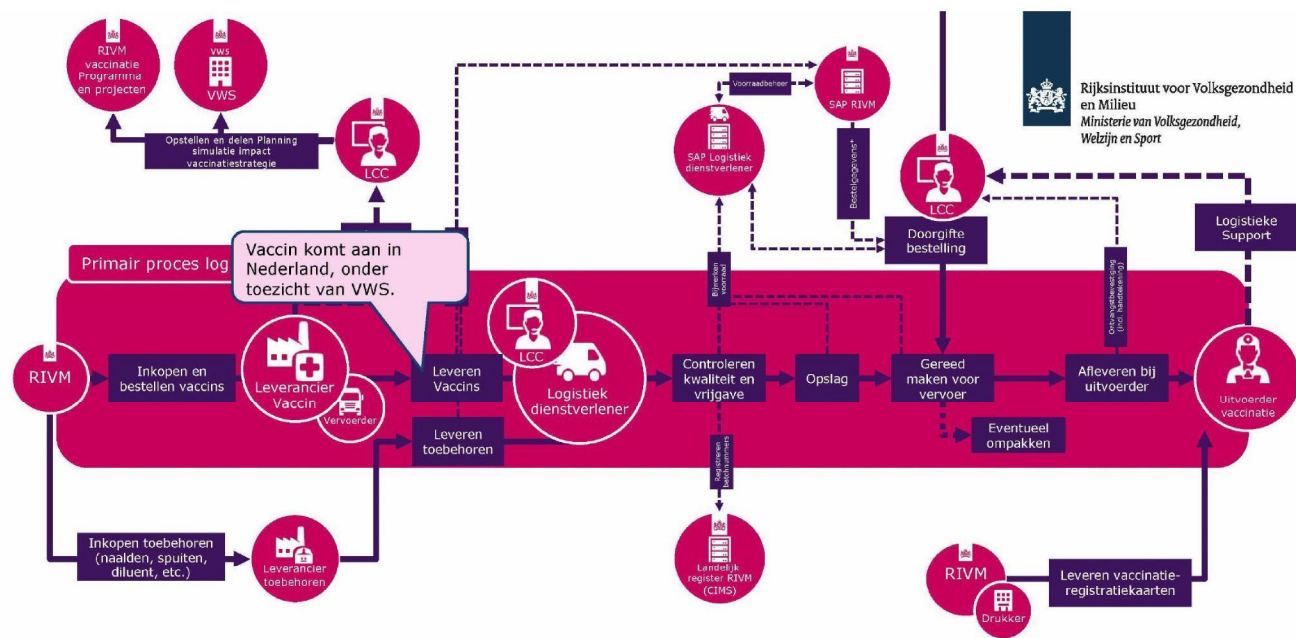 RIVM
vaccinatie
Programma
en projecten
vws
VWS
Opstellen en delen Planning
simulatie impact
vaccinatiestrategie
LCC
Voorraadbeheer
SAP RIVM
SAP Logistiek
dienstverlener
Bestelgegevens*
LCC
Doorgifte
bestelling
Rijksinstituut voor Volksgezondheid
en Milieu
Ministerie van Volksgezondheid,
Welzijn en Sport
Logistieke
Support
Ontvangstbevestiging
(incl. handtekening)
Bijwerken
voorraad
Primair proces log
Vaccin komt aan in
Nederland, onder
toezicht van VWS.
RIVM
Inkopen en
bestellen vaccins
Leverancier
Vaccin
Vervoerder
Leveren
Vaccins
Leveren
toebehoren
LCC
Logistiek
dienstverlener
Controleren
kwaliteit en
vrijgave
Opslag
Gereed
maken voor
vervoer
Eventueel
ompakken
Afleveren bij
uitvoerder
Uitvoerder
vaccinatie
Registreren
batchnummers
Inkopen toebehoren
(naalden, spuiten,
diluent, etc.)
Leverancier
toebehoren
Landelijk
register RIVM
(CIMS)
RIVM
Drukker
Leveren vaccinatie-
registratiekaarten